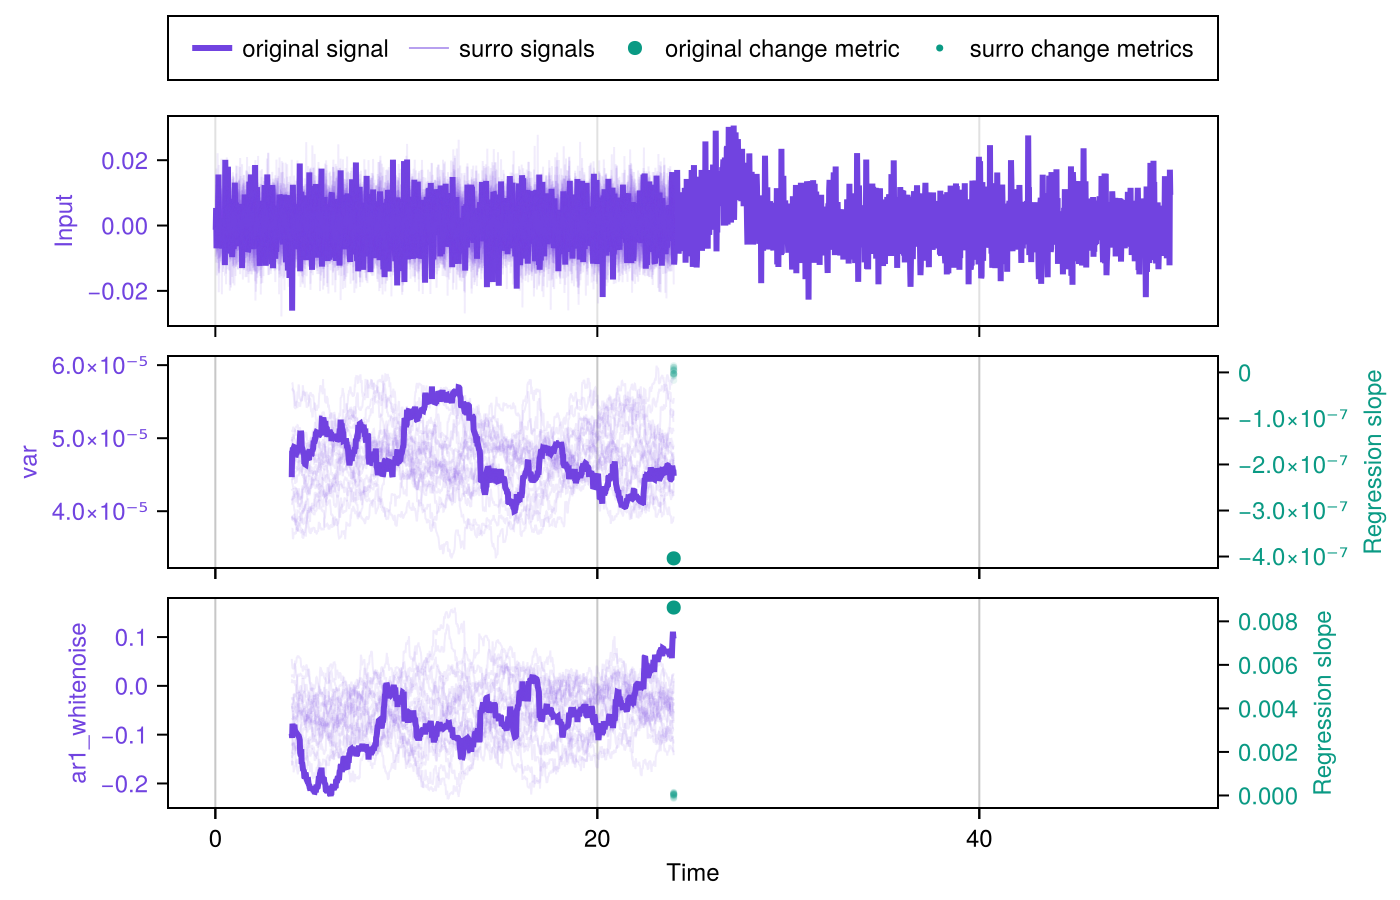 original signal surro signals original change metric surro change metrics
Input
0.02
0.00
−0.02
var
6.0×10⁻⁵
5.0×10⁻⁵
4.0×10⁻⁵
0
−1.0×10⁻⁷
−2.0×10⁻⁷
−3.0×10⁻⁷
−4.0×10⁻⁷
Regression slope
ar1_whitenoise
0.1
0.0
−0.1
−0.2
0.008
0.006
0.004
0.002
0.000
Regression slope
0 20 40
Time